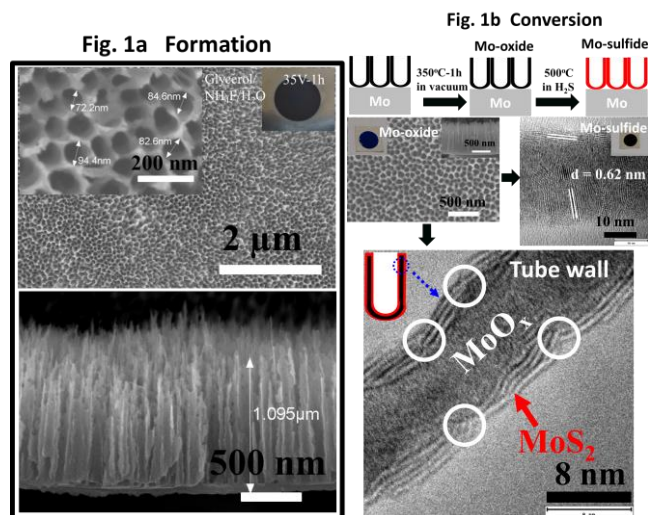 Fig. 1a Formation
84.6nm
72.2nm
82.6nm
94.4nm
200 nm
Glycerol/
NH₄F/H₂O
35V-1h
2 µm
1.095µm
500 nm
Fig. 1b Conversion
Mo-oxide
Mo-sulfide
350°C-1h
in vacuum
500°C
in H₂S
Mo
Mo
Mo
Mo-oxide
500 nm
500 nm
Mo-sulfide
d = 0.62 nm
10 nm
Tube wall
MoOₓ
MoS₂
8 nm